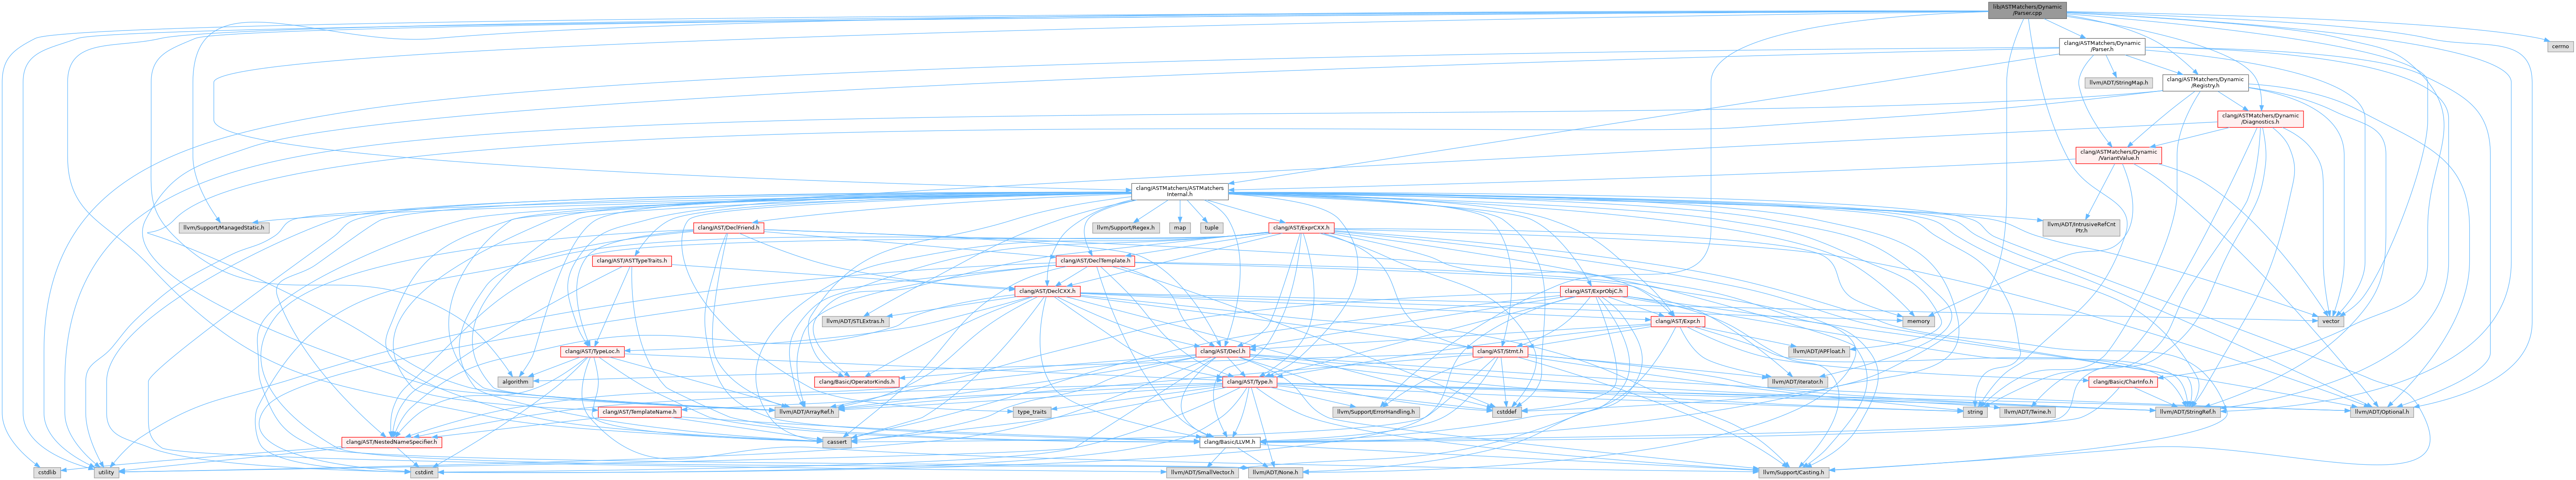 lib/ASTMatchers/Dynamic
/Parser.cpp
clang/ASTMatchers/Dynamic
/Parser.h
cerrno
llvm/ADT/StringMap.h
clang/ASTMatchers/Dynamic
/Registry.h
clang/ASTMatchers/Dynamic
/Diagnostics.h
clang/ASTMatchers/Dynamic
/VariantValue.h
clang/ASTMatchers/ASTMatchers
Internal.h
llvm/Support/ManagedStatic.h
clang/AST/DeclFriend.h
llvm/Support/Regex.h
map
tuple
clang/AST/ExprCXX.h
llvm/ADT/IntrusiveRefCnt
Ptr.h
clang/AST/ASTTypeTraits.h
clang/AST/DeclTemplate.h
clang/AST/DeclCXX.h
clang/AST/ExprObjC.h
llvm/ADT/STLExtras.h
clang/AST/Expr.h
memory
vector
clang/AST/TypeLoc.h
clang/AST/Decl.h
clang/AST/Stmt.h
llvm/ADT/APFloat.h
algorithm
clang/Basic/OperatorKinds.h
clang/AST/Type.h
llvm/ADT/iterator.h
clang/Basic/CharInfo.h
clang/AST/TemplateName.h
llvm/ADT/ArrayRef.h
type_traits
llvm/Support/ErrorHandling.h
cstddef
string
llvm/ADT/Twine.h
llvm/ADT/StringRef.h
llvm/ADT/Optional.h
clang/AST/NestedNameSpecifier.h
cassert
clang/Basic/LLVM.h
cstdlib
utility
cstdint
llvm/ADT/SmallVector.h
llvm/ADT/None.h
llvm/Support/Casting.h